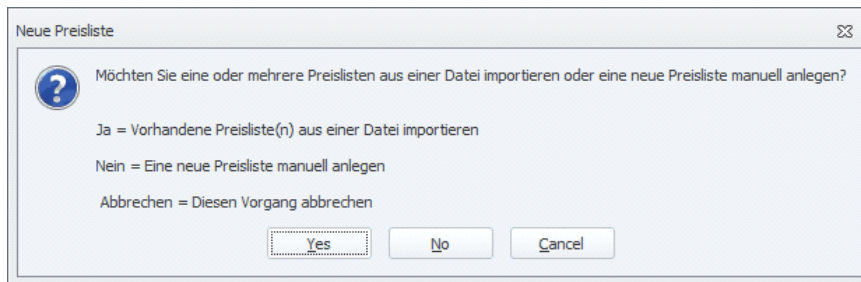 Neue Preisliste
Möchten Sie eine oder mehrere Preislisten aus einer Datei importieren oder eine neue Preisliste manuell anlegen?
Ja = Vorhandene Preisliste(n) aus einer Datei importieren
Nein = Eine neue Preisliste manuell anlegen
Abbrechen = Diesen Vorgang abbrechen
Yes No Cancel